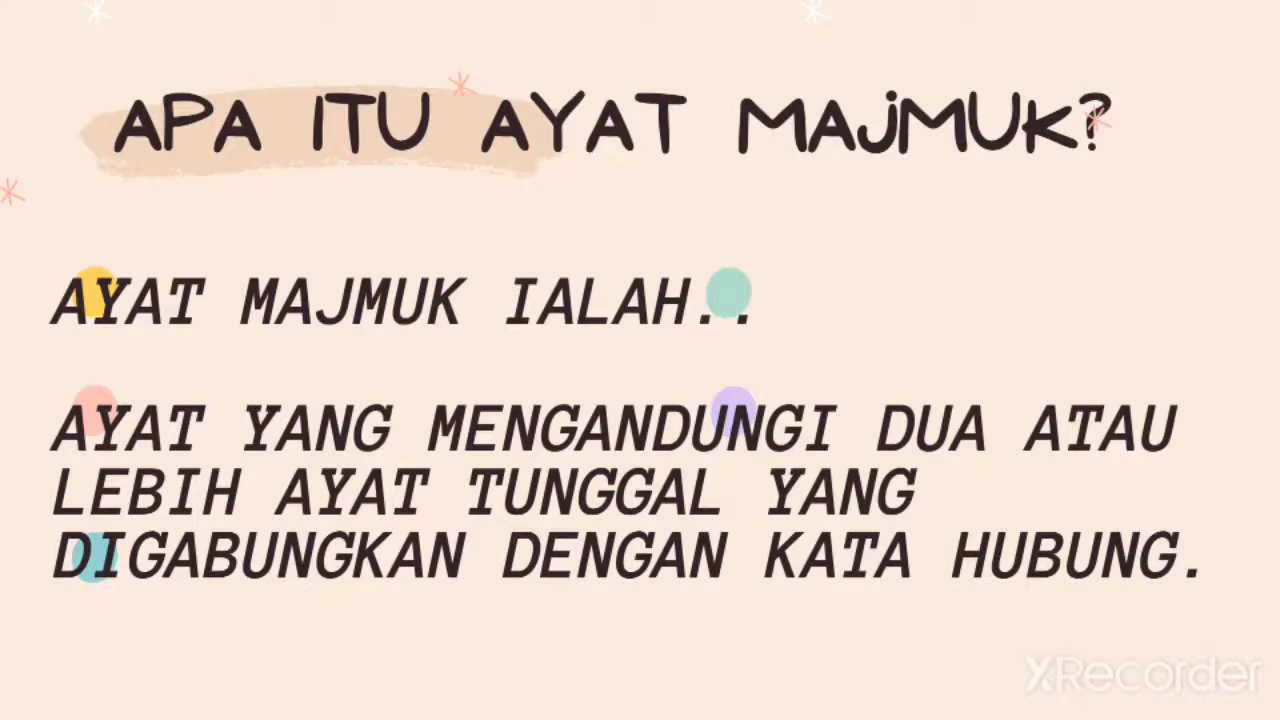 APA ITU AYAT MAJMUK?
AYAT MAJMUK IALAH..
AYAT YANG MENGANDUNGI DUA ATAU
LEBIH AYAT TUNGGAL YANG
DIGABUNGKAN DENGAN KATA HUBUNG.
XRecorder